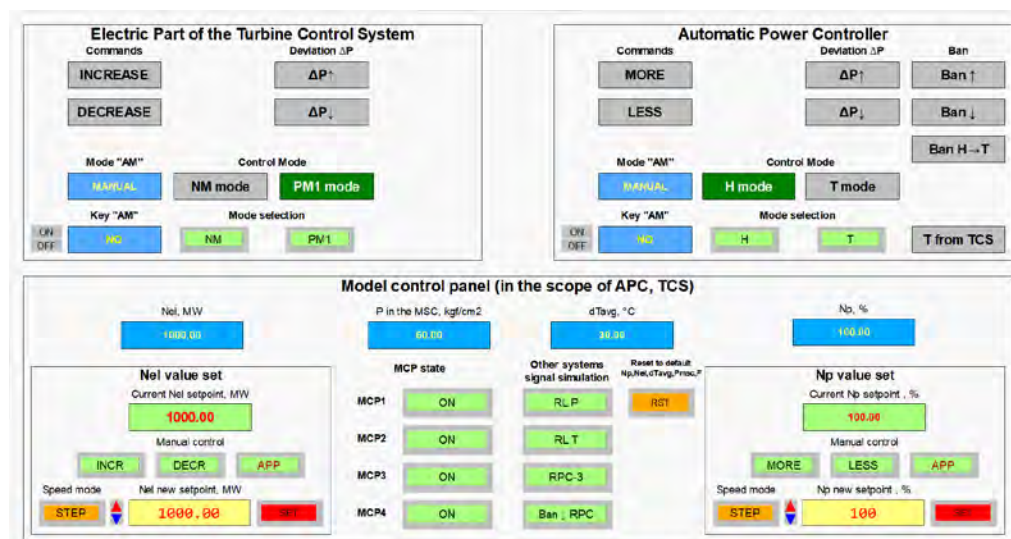 Electric Part of the Turbine Control System
Commands Deviation ΔP
INCREASE ΔP↑
DECREASE ΔP↓
Mode "AM" Control Mode
MANUAL NM mode PM1 mode
Key "AM" Mode selection
ON OFF NO NM PM1
Automatic Power Controller
Commands Deviation ΔP Ban
MORE ΔP↑ Ban ↑
LESS ΔP↓ Ban ↓
Ban H→T
Mode "AM" Control Mode
MANUAL H mode T mode
Key "AM" Mode selection
ON OFF NO H T T from TCS
Model control panel (in the scope of APC, TCS)
Nel, MW P in the MSC, kgf/cm2 dTavg, °C Np, %
1000.00 60.00 30.00 100.00
Nel value set
Current Nel setpoint, MW
1000.00
Manual control
INCR DECR APP
Speed mode Nel new setpoint, MW
STEP 1000.00 SET
MCP state
MCP1 ON
MCP2 ON
MCP3 ON
MCP4 ON
Other systems
signal simulation
RL P
RL T
RPC-3
Ban ↓ RPC
Reset to default
Np,Nel,dTavg,Pmsc,F
RST
Np value set
Current Np setpoint , %
100.00
Manual control
MORE LESS APP
Speed mode Np new setpoint , %
STEP 100 SET